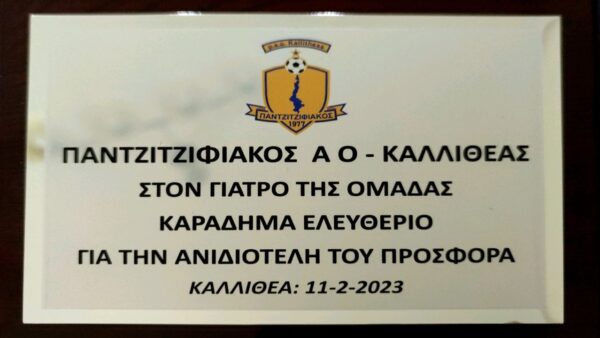 p.a.o. Kallitheas
ΠΑΝΤΖΙΤΖΙΦΙΑΚΟΣ
1977
ΠΑΝΤΖΙΤΖΙΦΙΑΚΟΣ Α Ο - ΚΑΛΛΙΘΕΑΣ
ΣΤΟΝ ΓΙΑΤΡΟ ΤΗΣ ΟΜΑΔΑΣ
ΚΑΡΑΔΗΜΑ ΕΛΕΥΘΕΡΙΟ
ΓΙΑ ΤΗΝ ΑΝΙΔΙΟΤΕΛΗ ΤΟΥ ΠΡΟΣΦΟΡΑ
ΚΑΛΛΙΘΕΑ: 11-2-2023